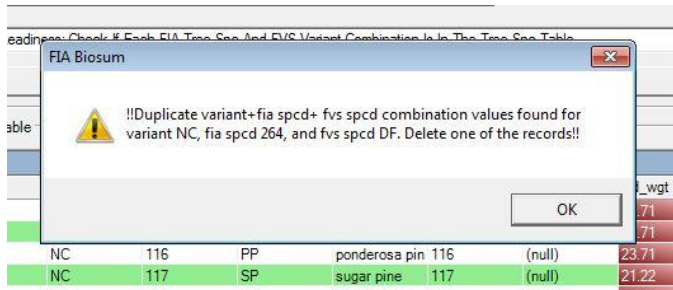 eadiness: Check If Each FIA Tree Spc And FVS Variant Combination Is In The Tree Spc Table
FIA Biosum
!!Duplicate variant+fia spcd+ fvs spcd combination values found for
variant NC, fia spcd 264, and fvs spcd DF. Delete one of the records!!
able
OK
d_wgt
.71
.71
NC 116 PP ponderosa pin 116 (null) 23.71
NC 117 SP sugar pine 117 (null) 21.22